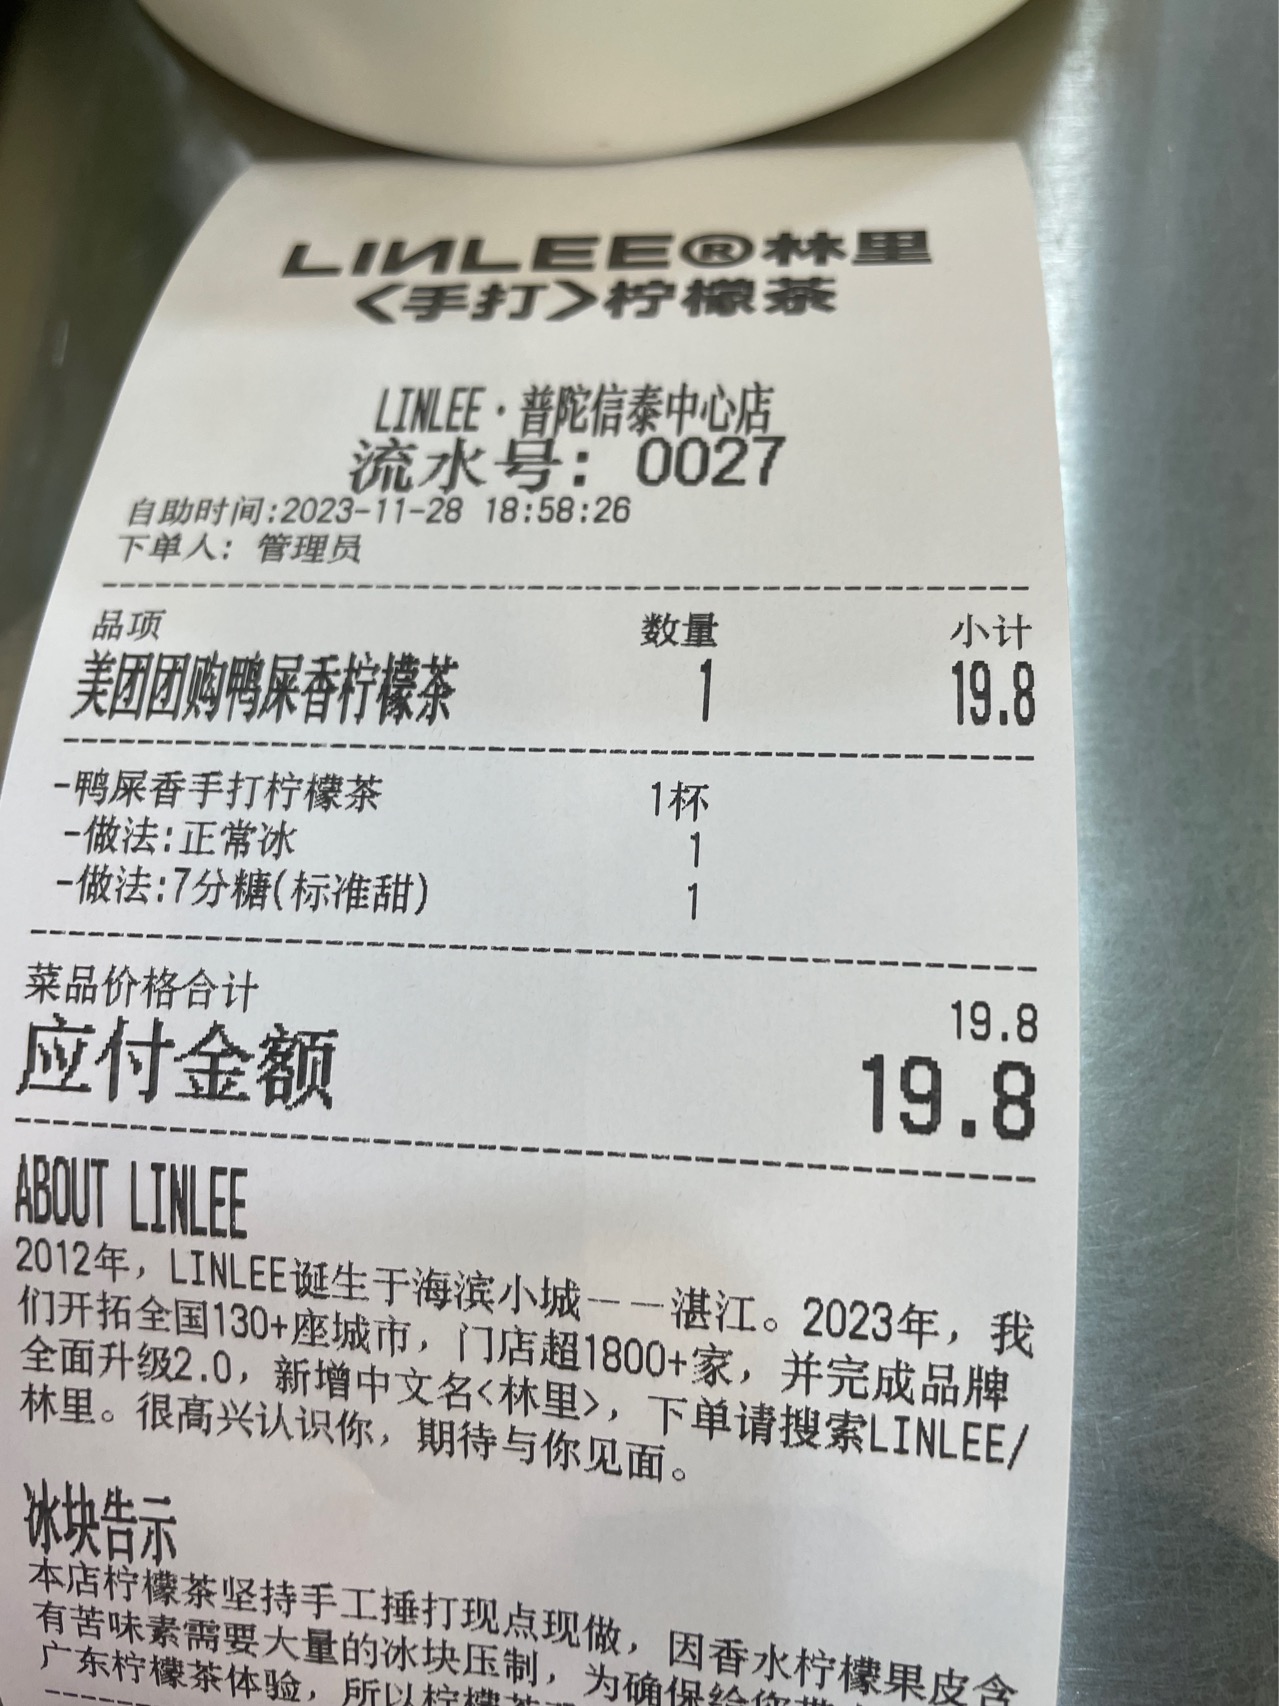 LINLEE®林里
<手打>柠檬茶
LINLEE·普陀信泰中心店
流水号: 0027
自助时间:2023-11-28 18:58:26
下单人: 管理员
品项 数量 小计
美团团购鸭屎香柠檬茶 1 19.8
-鸭屎香手打柠檬茶 1杯
-做法:正常冰 1
-做法:7分糖(标准甜) 1
菜品价格合计 19.8
应付金额 19.8
ABOUT LINLEE
2012年，LINLEE诞生于海滨小城——湛江。2023年，我
们开拓全国130+座城市，门店超1800+家，并完成品牌
全面升级2.0，新增中文名<林里>，下单请搜索LINLEE/
林里。很高兴认识你，期待与你见面。
冰块告示
本店柠檬茶坚持手工捶打现点现做，因香水柠檬果皮含
有苦味素需要大量的冰块压制，为确保给您带
广东柠檬茶体验，所以柠檬茶